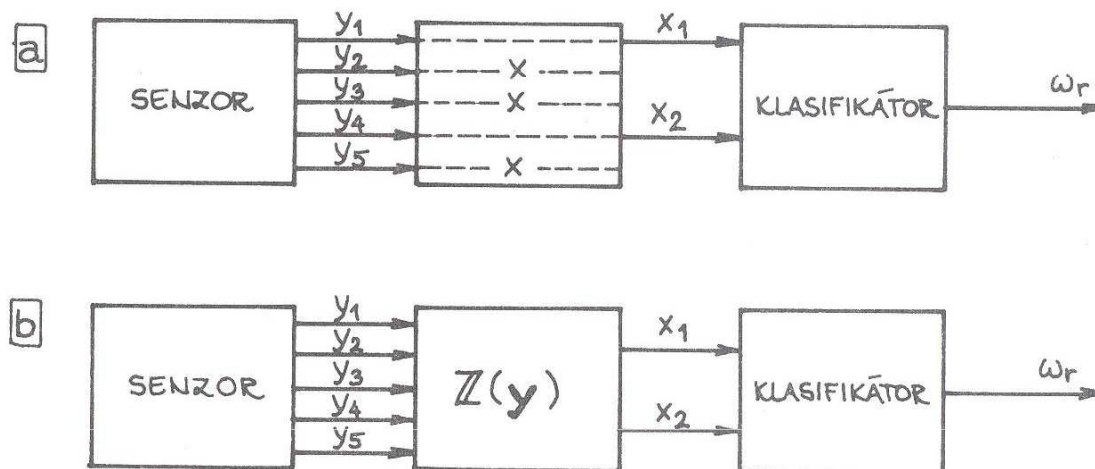 a
SENZOR
y1
y2
y3
y4
y5
x
x
x
x1
x2
KLASIFIKÁTOR
ωr
b
SENZOR
y1
y2
y3
y4
y5
Z(y)
x1
x2
KLASIFIKÁTOR
ωr